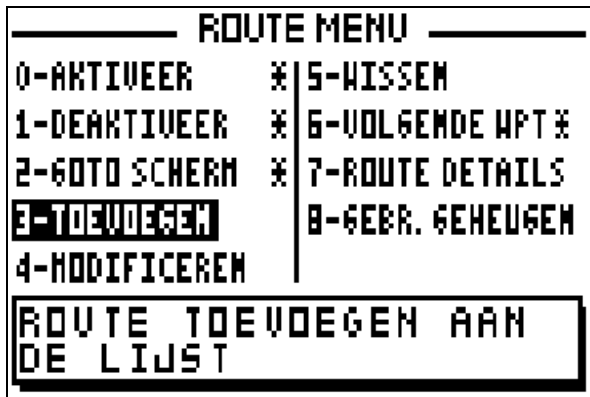 ROUTE MENU
0-AKTIVEER *
1-DEAKTIVEER *
2-GOTO SCHERM *
3-TOEVOEGEN
4-MODIFICEREN
5-WISSEN
6-VOLGENDE WPT *
7-ROUTE DETAILS
8-GEBR. GEHEUGEN
ROUTE TOEVOEGEN AAN
DE LIJST